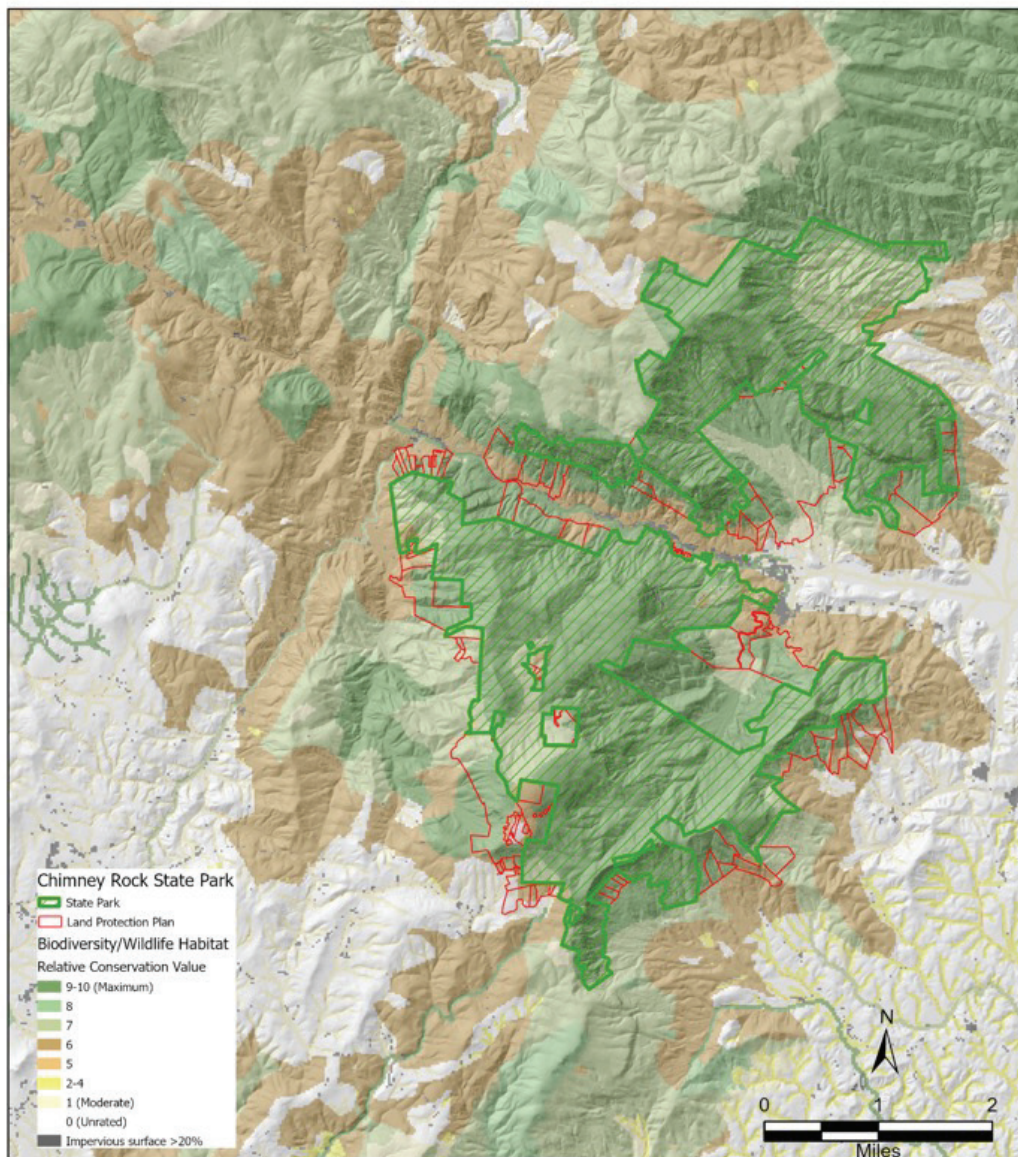 Chimney Rock State Park
State Park
Land Protection Plan
Biodiversity/Wildlife Habitat
Relative Conservation Value
9-10 (Maximum)
8
7
6
5
2-4
1 (Moderate)
0 (Unrated)
Impervious surface >20%
N
0 1 2
Miles